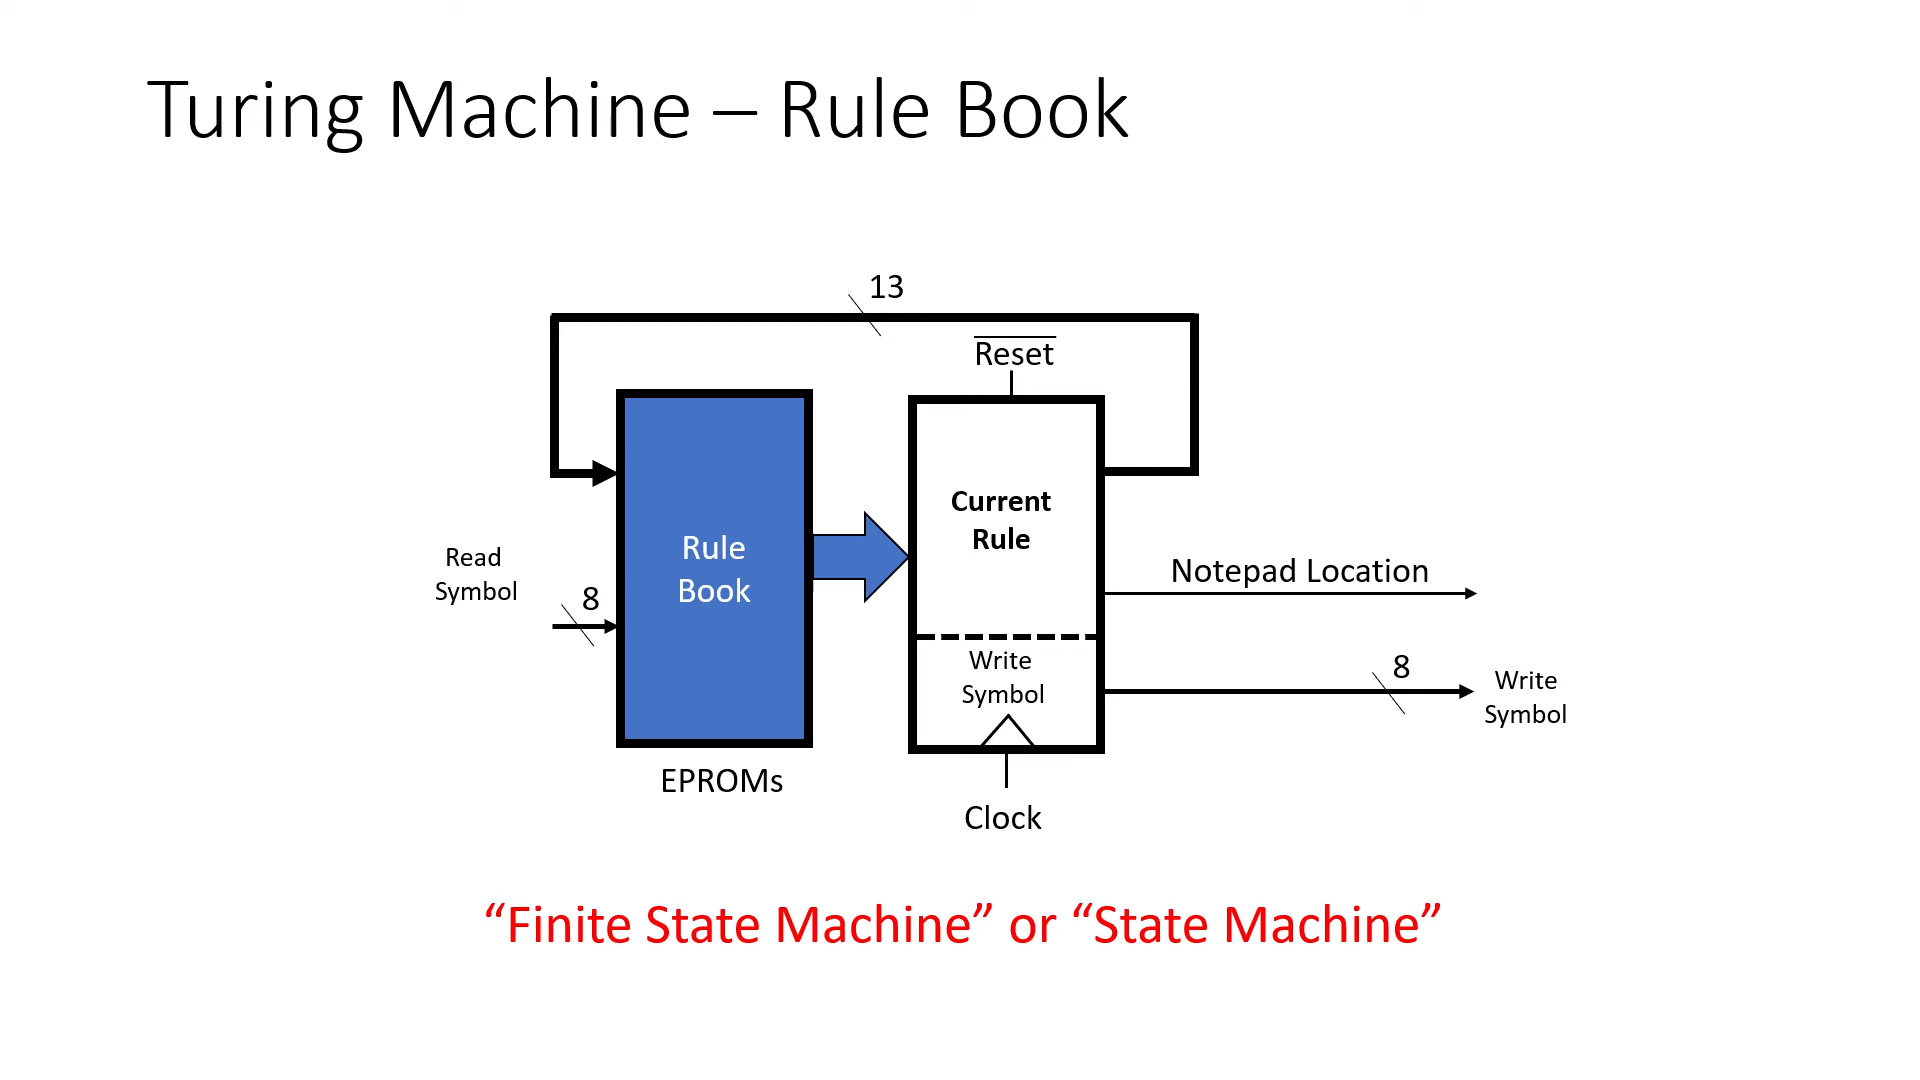 Turing Machine – Rule Book
13
Reset
Current
Rule
Read
Symbol
8
Rule
Book
Notepad Location
Write
Symbol
8
Write
Symbol
EPROMs
Clock
“Finite State Machine” or “State Machine”